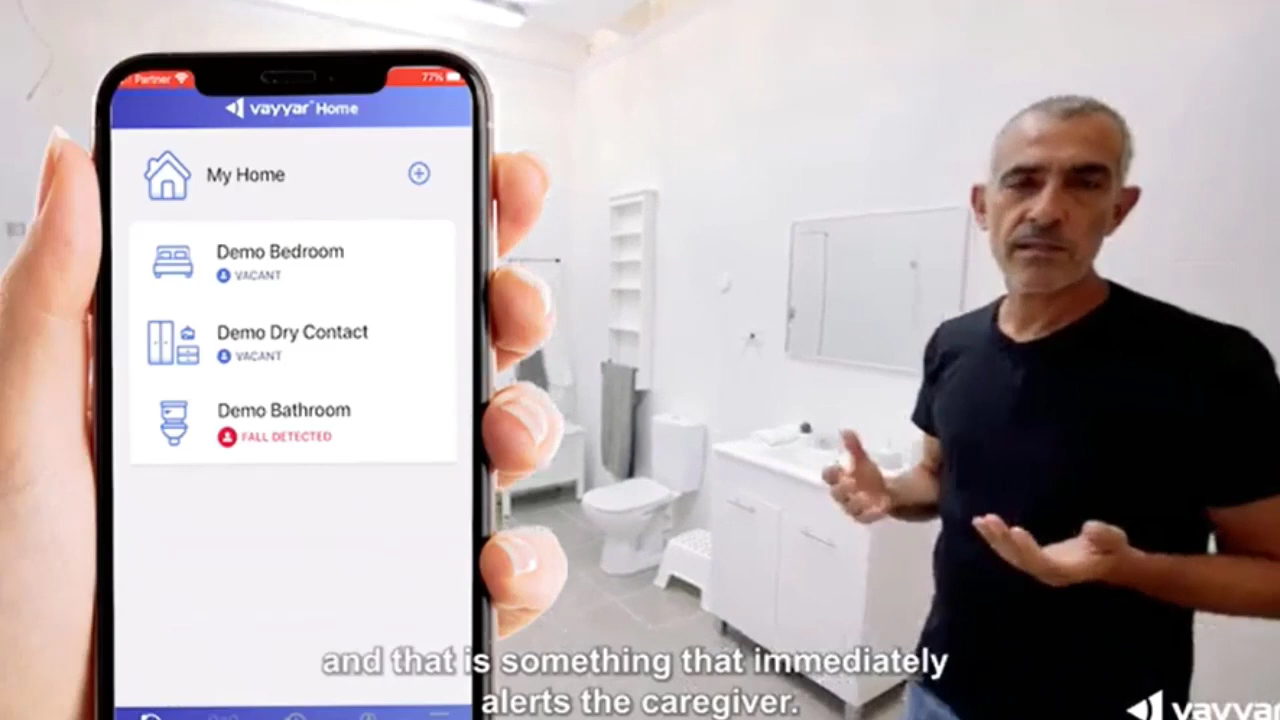 Partner
77%
vayyar Home
My Home
Demo Bedroom
VACANT
Demo Dry Contact
VACANT
Demo Bathroom
FALL DETECTED
and that is something that immediately
alerts the caregiver.
vayyar